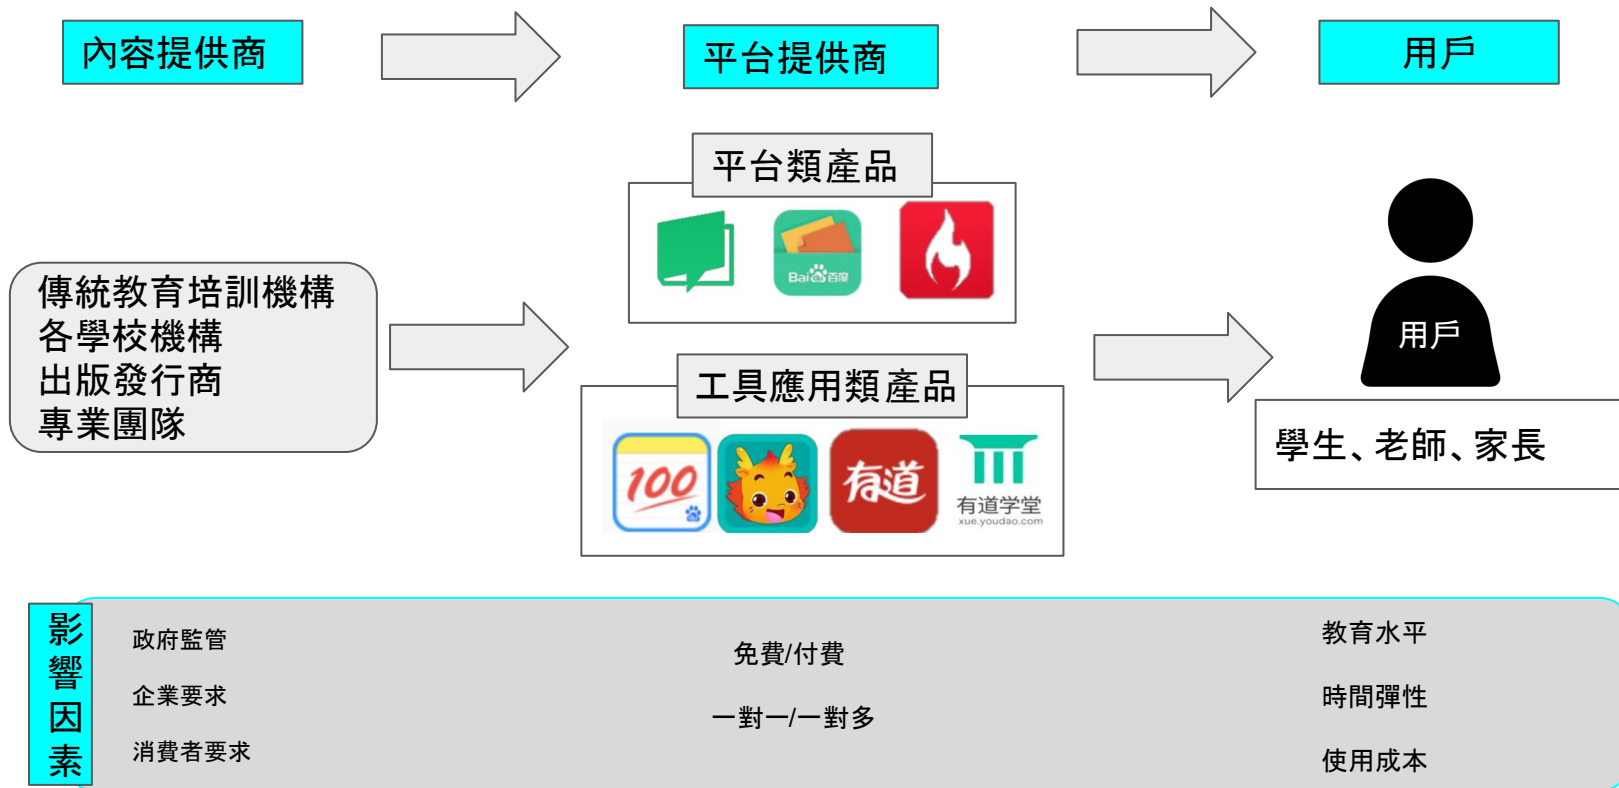 內容提供商
平台提供商
用戶
平台類產品
Bai 百度
傳統教育培訓機構
各學校機構
出版發行商
專業團隊
用戶
工具應用類產品
100
有道
有道学堂
xue.youdao.com
學生、老師、家長
影響因素
政府監管
企業要求
消費者要求
免費/付費
一對一/一對多
教育水平
時間彈性
使用成本